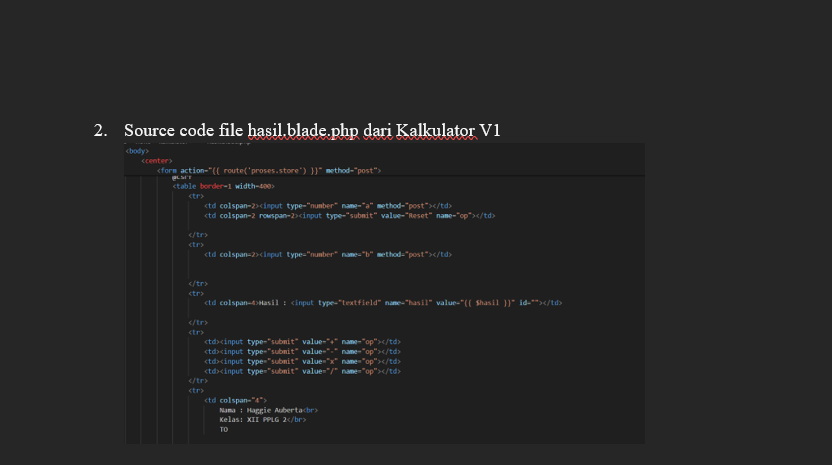 2. Source code file hasil.blade.php dari Kalkulator V1
<body>
<center>
<form action="{{ route('proses.store') }}" method="post">
@csrf
<table border=1 width=400>
<tr>
<td colspan=2><input type="number" name="a" method="post"></td>
<td colspan=2 rowspan=2><input type="submit" value="Reset" name="op"></td>
</tr>
<tr>
<td colspan=2><input type="number" name="b" method="post"></td>
</tr>
<tr>
<td colspan=4>Hasil : <input type="textfield" name="hasil" value="{{ $hasil }}" id=""></td>
</tr>
<tr>
<td><input type="submit" value="+" name="op"></td>
<td><input type="submit" value="-" name="op"></td>
<td><input type="submit" value="x" name="op"></td>
<td><input type="submit" value="/" name="op"></td>
</tr>
<tr>
<td colspan="4">
Nama : Haggie Auberta<br>
Kelas: XII PPLG 2</br>
TO